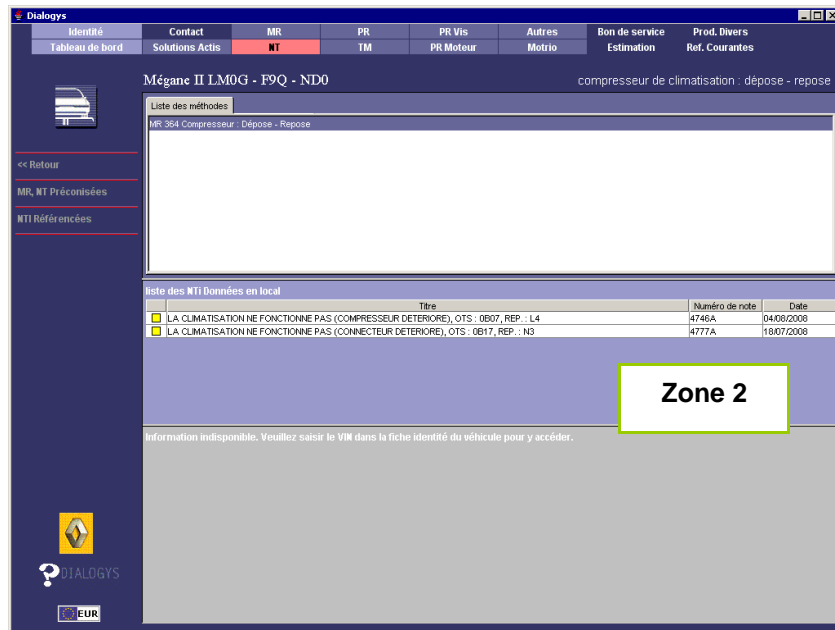 Dialogys
Identité Contact MR PR PR Vis Autres Bon de service Prod. Divers
Tableau de bord Solutions Actis NT TM PR Moteur Motrio Estimation Ref. Courantes
Mégane II LM0G - F9Q - ND0 compresseur de climatisation : dépose - repose
Liste des méthodes
MR 364 Compresseur : Dépose - Repose
<< Retour
MR, NT Préconisées
NTI Référencées
liste des NTi Données en local
Titre Numéro de note Date
LA CLIMATISATION NE FONCTIONNE PAS (COMPRESSEUR DETERIORE), OTS : 0B07, REP. : L4 4746A 04/08/2008
LA CLIMATISATION NE FONCTIONNE PAS (CONNECTEUR DETERIORE), OTS : 0B17, REP. : N3 4777A 18/07/2008
Zone 2
Information indisponible. Veuillez saisir le VIN dans la fiche identité du véhicule pour y accéder.
DIALOGYS
EUR